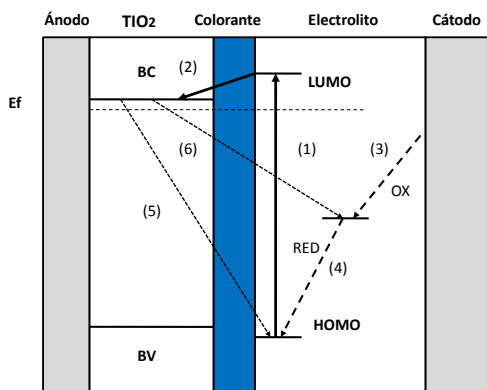 Ánodo TIO2 Colorante Electrolito Cátodo
BC (2) LUMO
Ef
(6) (1) (3)
(5) OX
RED (4)
HOMO
BV